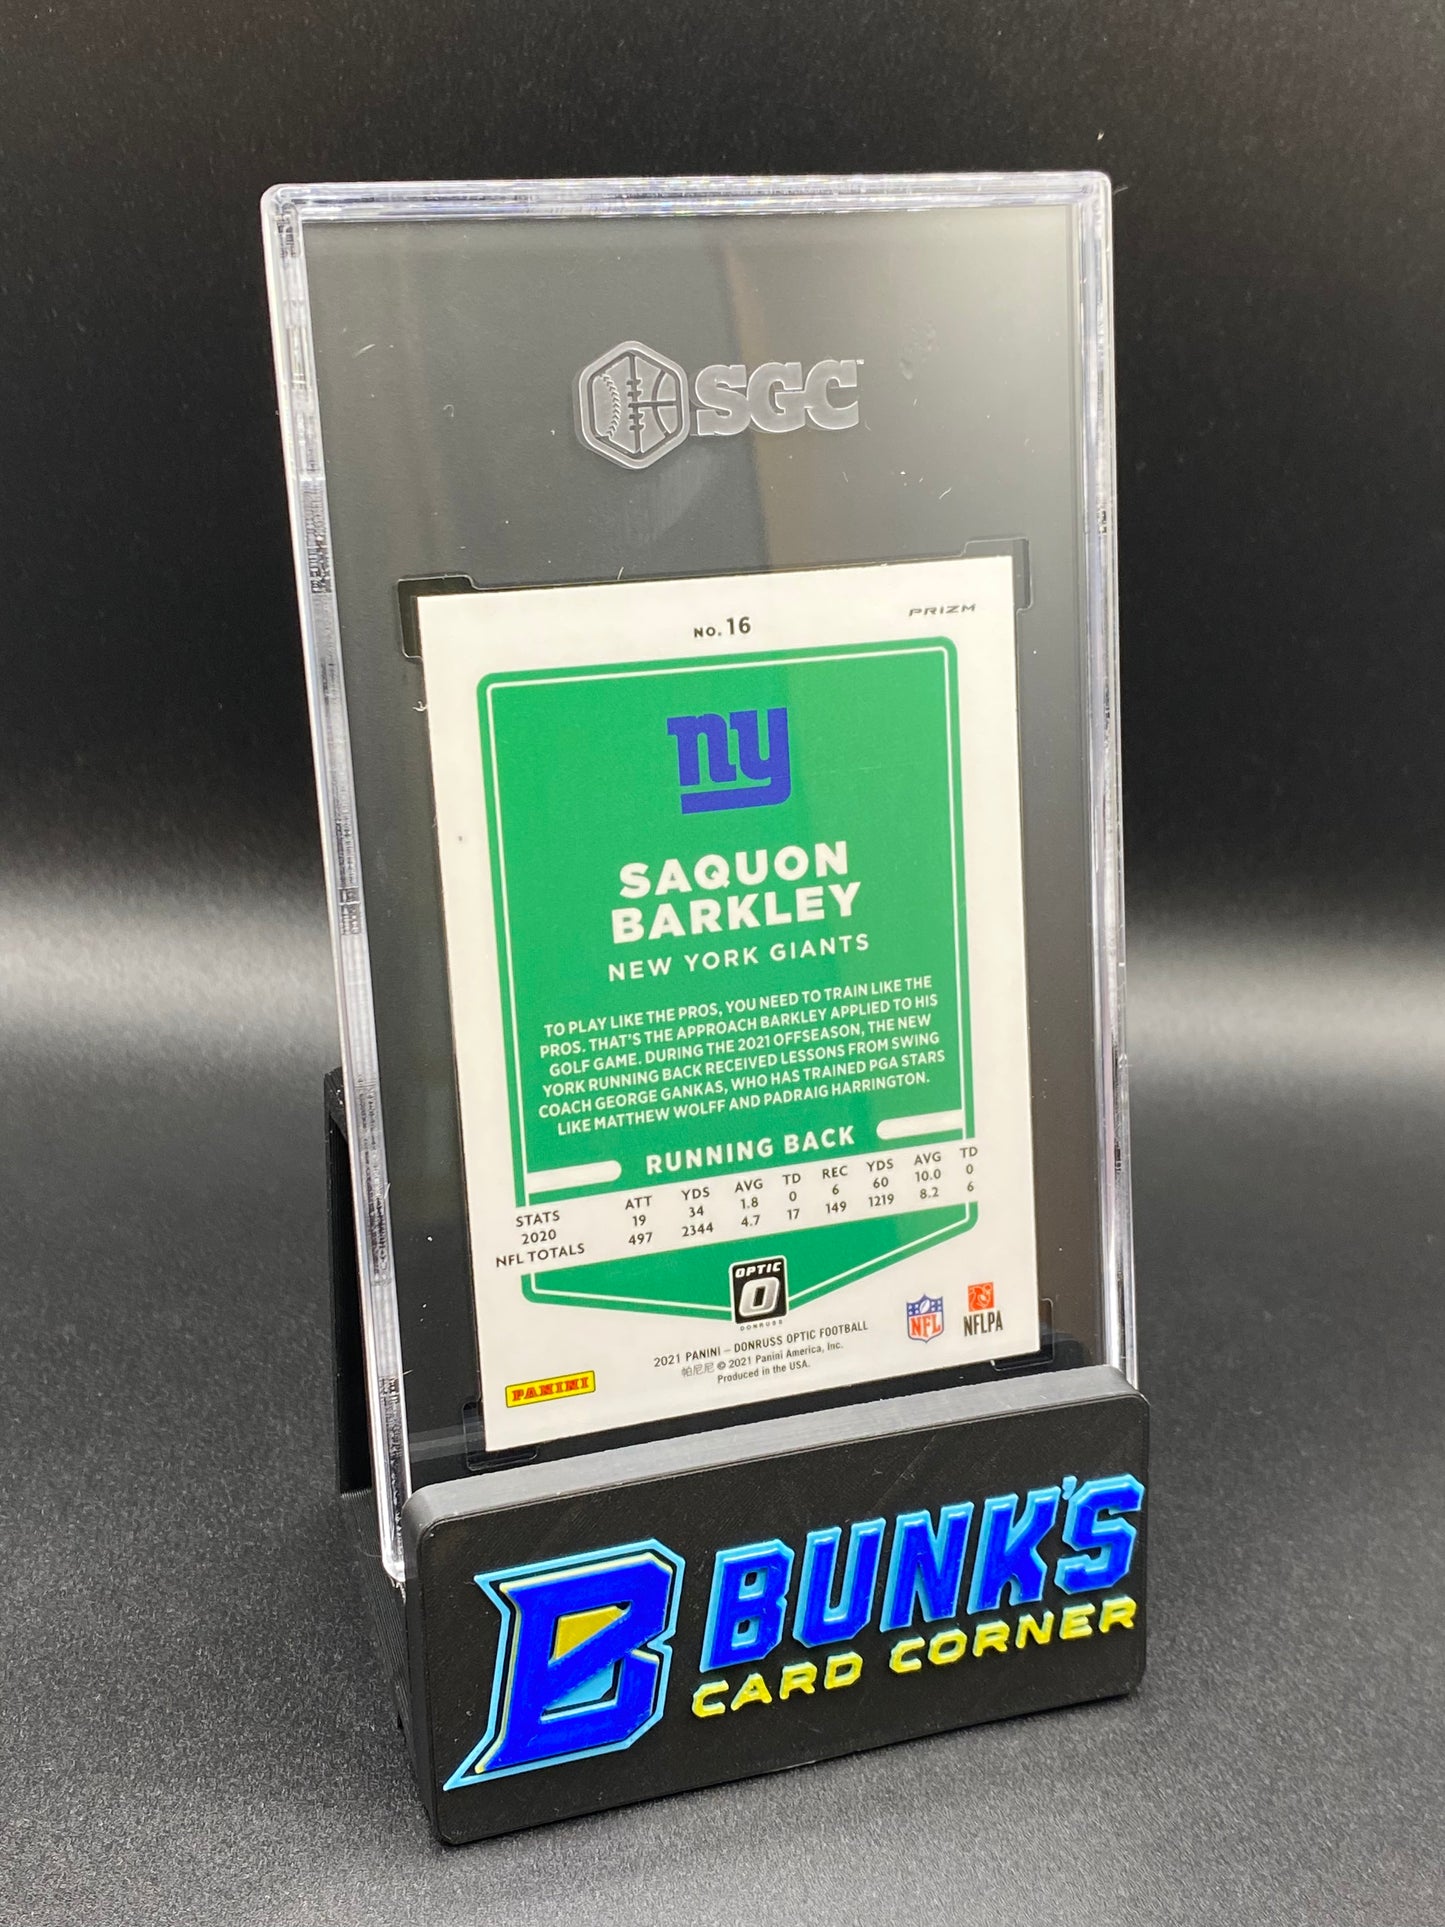 SGC
NO. 16
PRIZM
ny
SAQUON
BARKLEY
NEW YORK GIANTS
TO PLAY LIKE THE PROS, YOU NEED TO TRAIN LIKE THE
PROS. THAT'S THE APPROACH BARKLEY APPLIED TO HIS
GOLF GAME. DURING THE 2021 OFFSEASON, THE NEW
YORK RUNNING BACK RECEIVED LESSONS FROM SWING
COACH GEORGE GANKAS, WHO HAS TRAINED PGA STARS
LIKE MATTHEW WOLFF AND PADRAIG HARRINGTON.
RUNNING BACK
STATS ATT YDS AVG TD REC YDS AVG TD
2020 19 34 1.8 0 6 60 10.0 0
NFL TOTALS 497 2344 4.7 17 149 1219 8.2 6
OPTIC
O
DONRUSS
2021 PANINI – DONRUSS OPTIC FOOTBALL
帕尼尼 © 2021 Panini America, Inc.
Produced in the USA.
PANINI
NFL
NFLPA
B BUNK'S
CARD CORNER